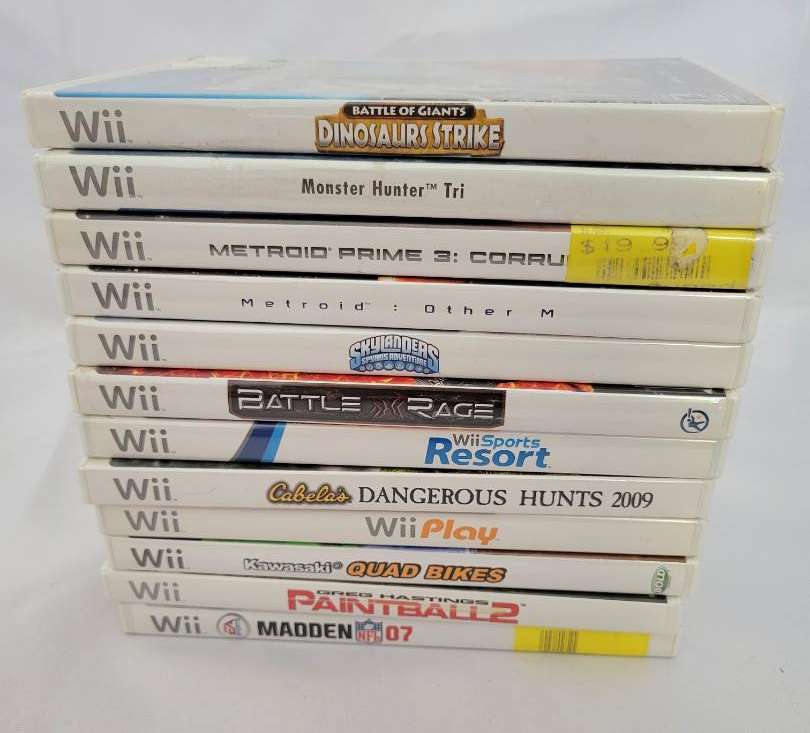 Wii BATTLE OF GIANTS
DINOSAURS STRIKE
Wii Monster Hunter™ Tri
Wii METROID® PRIME 3: CORRU $19 9
Wii Metroid™ : Other M
Wii SKYLANDERS
SPYRO'S ADVENTURE
Wii BATTLE RAGE
Wii Wii Sports
Resort
Wii Cabela's DANGEROUS HUNTS 2009
Wii Wii Play
Wii Kawasaki® QUAD BIKES
Wii GREG HASTINGS
PAINTBALL 2
Wii MADDEN NFL 07